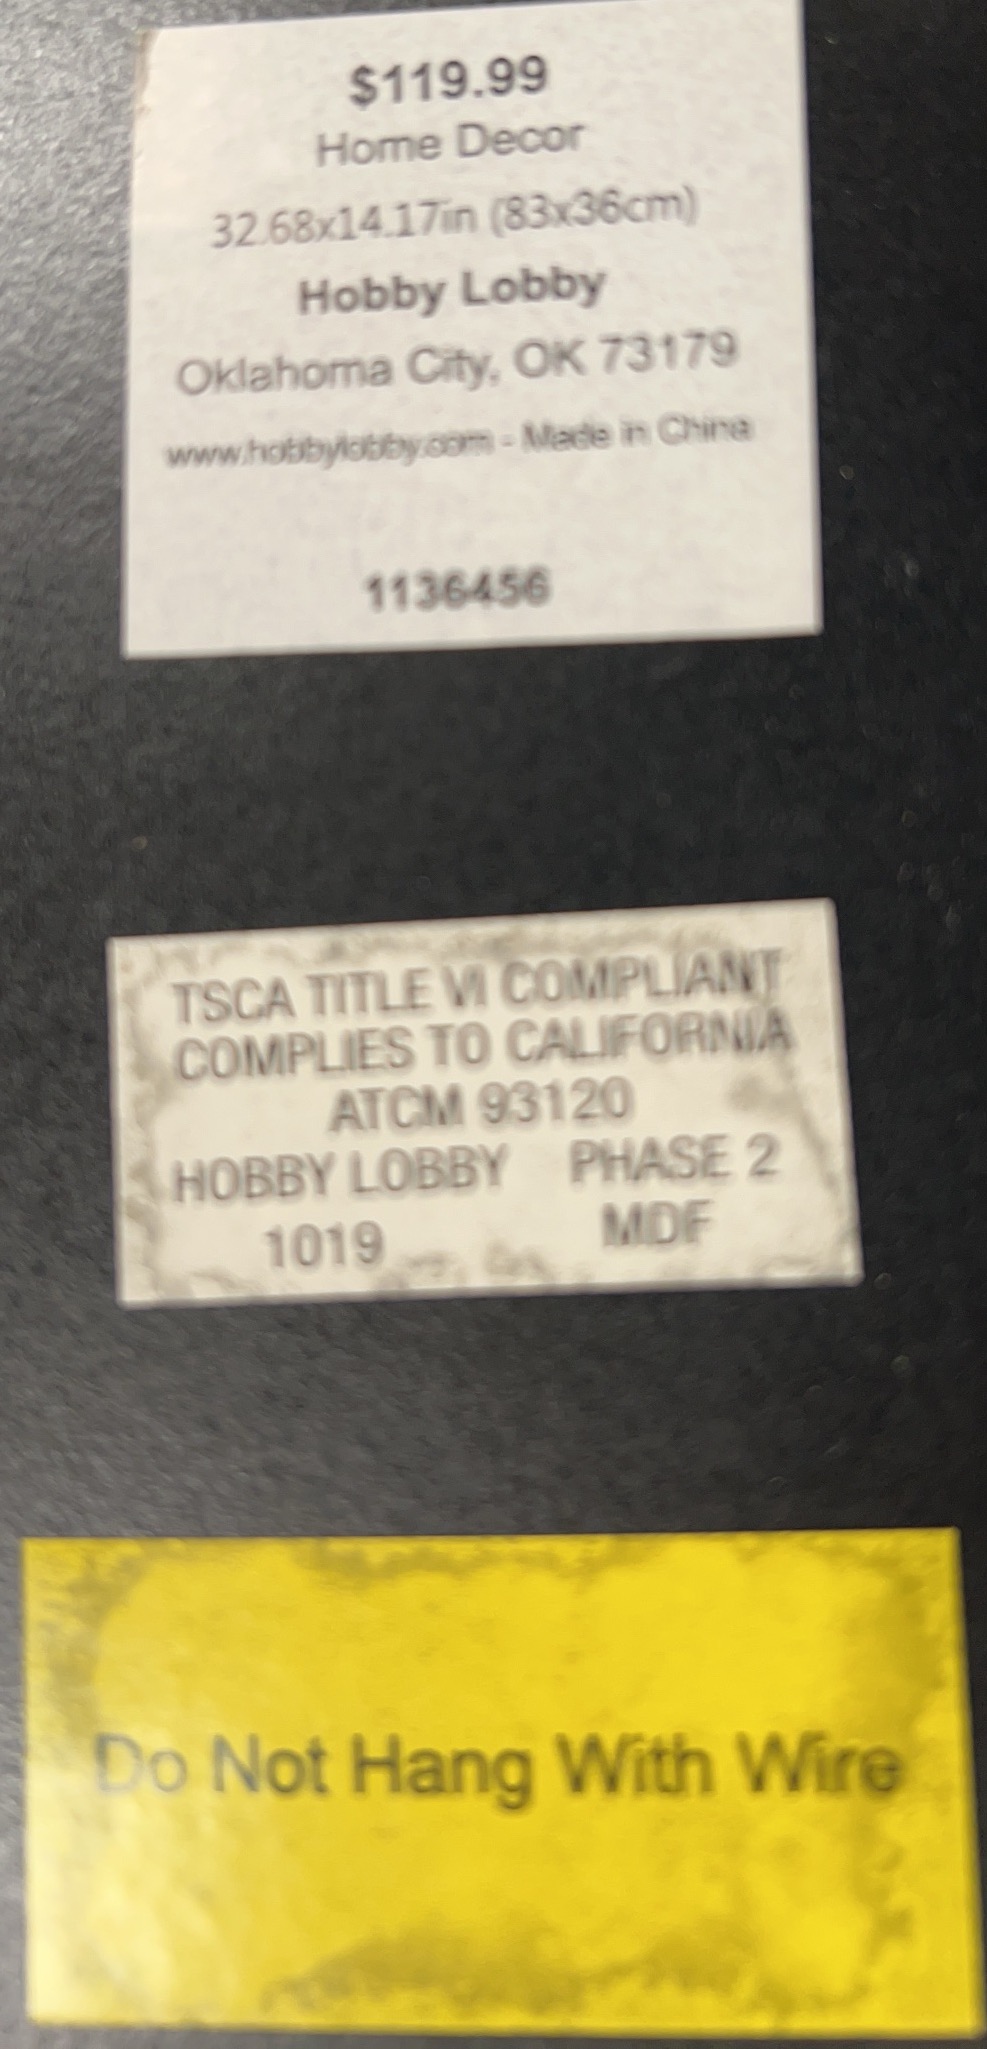 $119.99
Home Decor
32.68x14.17in (83x36cm)
Hobby Lobby
Oklahoma City, OK 73179
www.hobbylobby.com - Made in China
1136456
TSCA TITLE VI COMPLIANT
COMPLIES TO CALIFORNIA
ATCM 93120
HOBBY LOBBY PHASE 2
1019 MDF
Do Not Hang With Wire